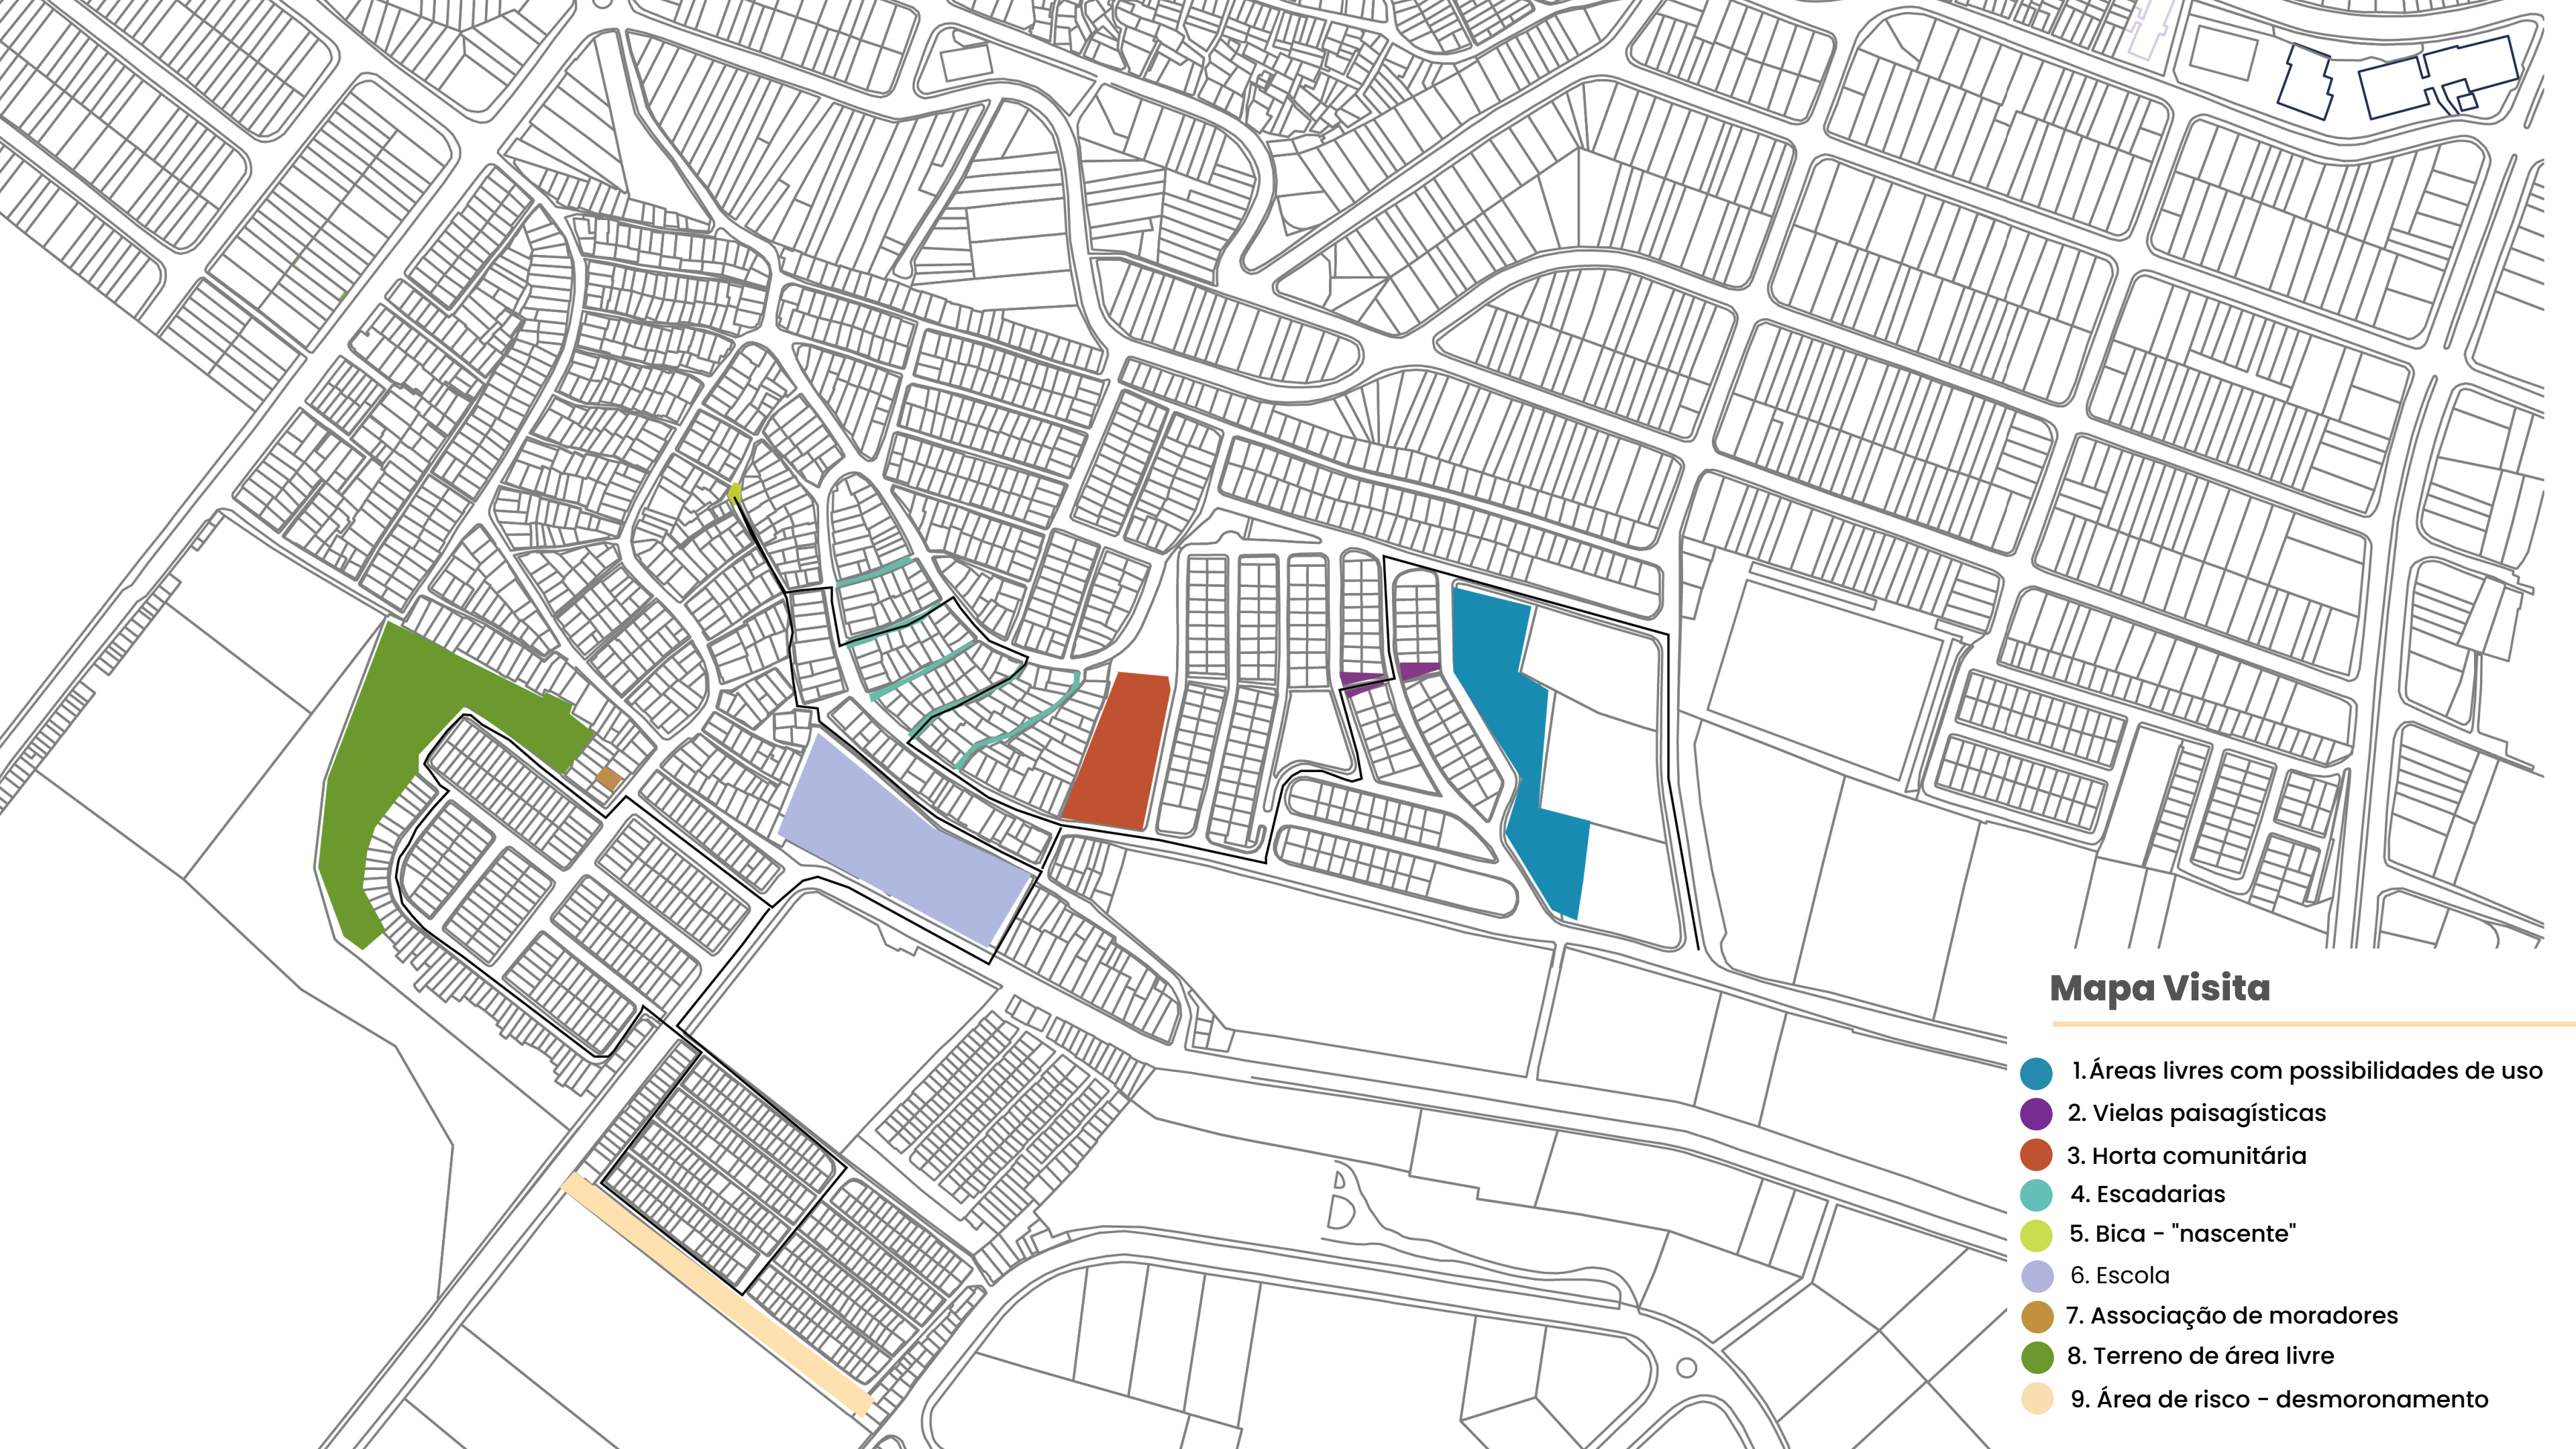 Mapa Visita
1. Áreas livres com possibilidades de uso
2. Vielas paisagísticas
3. Horta comunitária
4. Escadarias
5. Bica - "nascente"
6. Escola
7. Associação de moradores
8. Terreno de área livre
9. Área de risco - desmoronamento